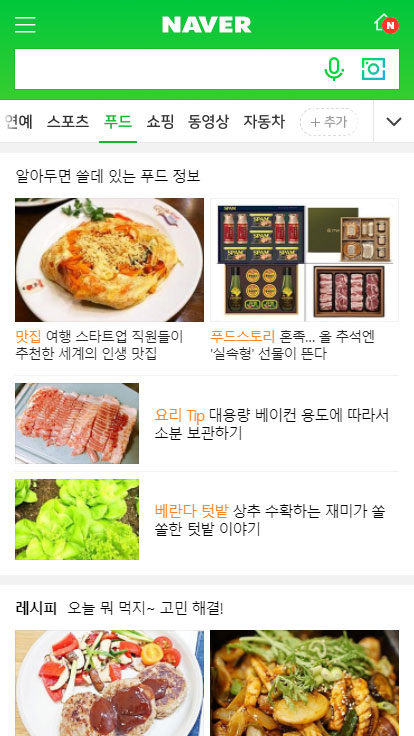 NAVER
N
연예 스포츠 푸드 쇼핑 동영상 자동차 + 추가
알아두면 쓸데 있는 푸드 정보
SPAM SPAM
맛집 여행 스타트업 직원들이
추천한 세계의 인생 맛집
푸드스토리 혼족... 올 추석엔
'실속형' 선물이 뜬다
요리 Tip 대용량 베이컨 용도에 따라서
소분 보관하기
베란다 텃밭 상추 수확하는 재미가 쏠
쏠한 텃밭 이야기
레시피 오늘 뭐 먹지~ 고민 해결!